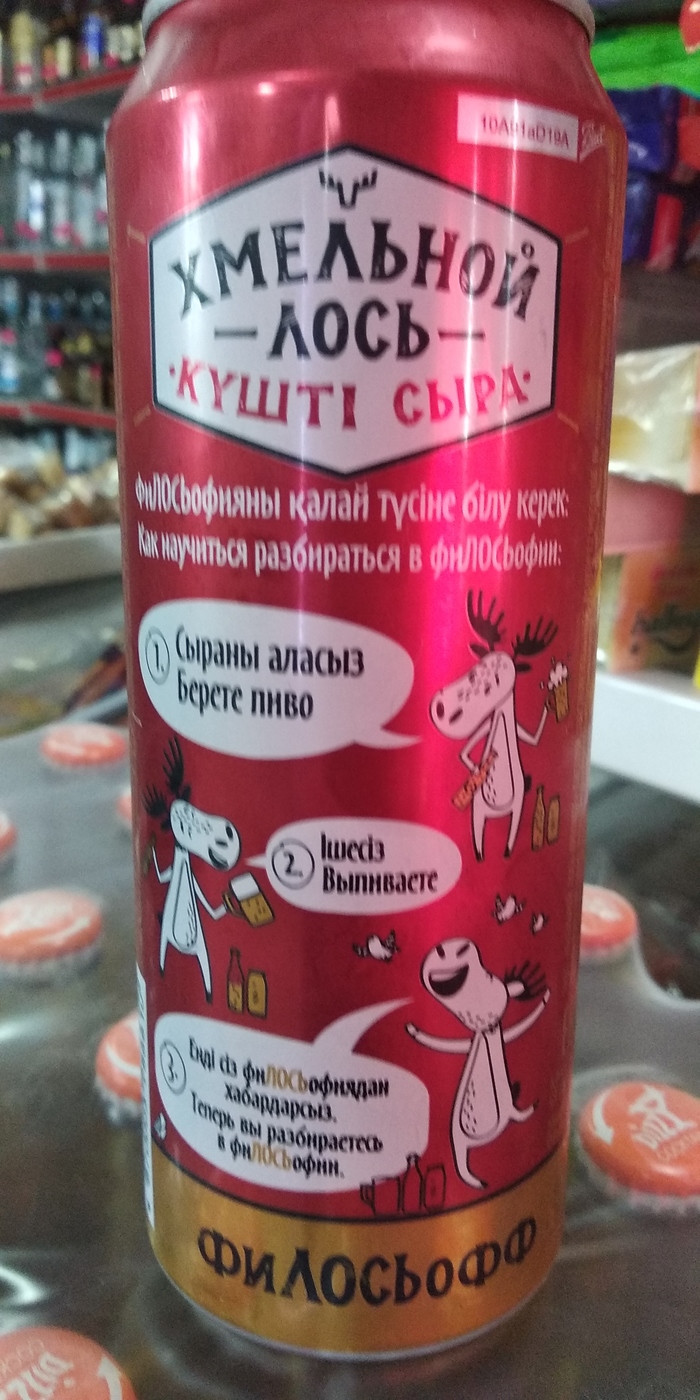 ХМЕЛЬНОЙ
ЛОСЬ
·КҮШТІ СЫРА·
фиЛОСЬофияны қалай түсіне білу керек:
Как научиться разбираться в фиЛОСЬофии:
1. Сыраны аласыз
Берете пиво
2. Ішесіз
Выпиваете
3. Енді сіз фиЛОСЬофиядан
хабардарсыз.
Теперь вы разбираетесь
в фиЛОСЬофии.
фиЛОСЬофф